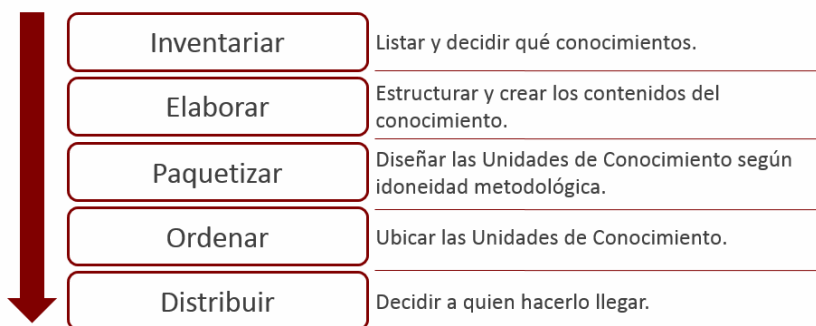 Inventariar
Listar y decidir qué conocimientos.
Elaborar
Estructurar y crear los contenidos del
conocimiento.
Paquetizar
Diseñar las Unidades de Conocimiento según
idoneidad metodológica.
Ordenar
Ubicar las Unidades de Conocimiento.
Distribuir
Decidir a quien hacerlo llegar.